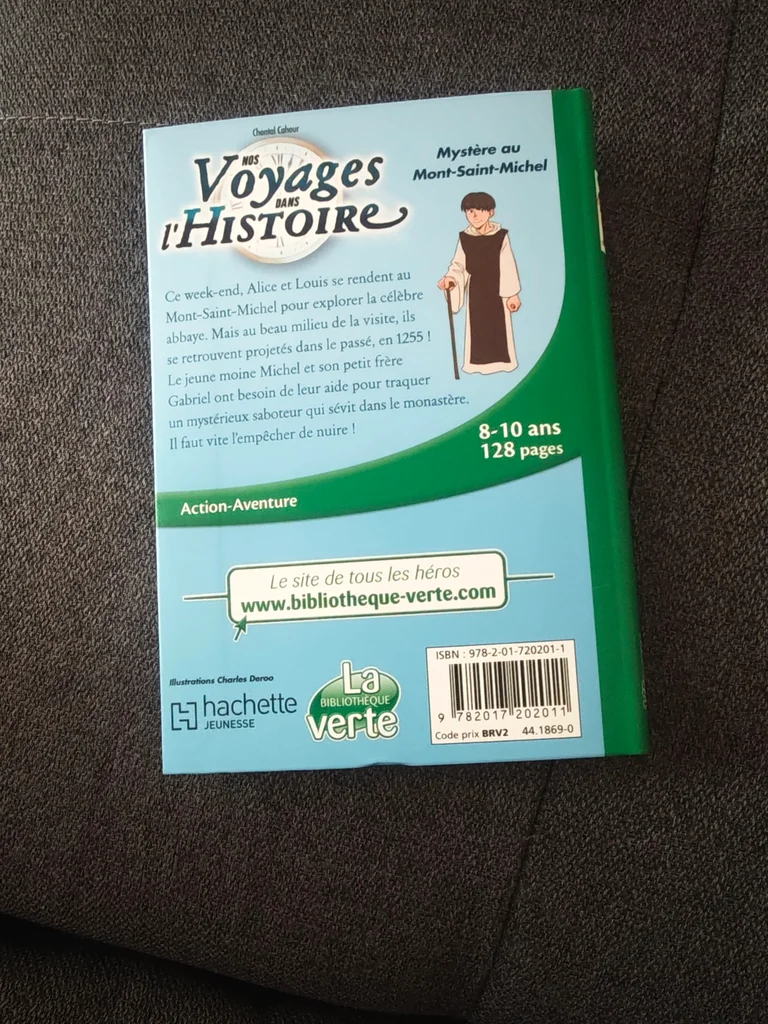 Chantal Cahour
NOS
Voyages
DANS
l'HISTOIRE
Mystère au
Mont-Saint-Michel
Ce week-end, Alice et Louis se rendent au
Mont-Saint-Michel pour explorer la célèbre
abbaye. Mais au beau milieu de la visite, ils
se retrouvent projetés dans le passé, en 1255 !
Le jeune moine Michel et son petit frère
Gabriel ont besoin de leur aide pour traquer
un mystérieux saboteur qui sévit dans le monastère.
Il faut vite l'empêcher de nuire !
8-10 ans
128 pages
Action-Aventure
Le site de tous les héros
www.bibliotheque-verte.com
Illustrations Charles Deroo
hachette
JEUNESSE
La
BIBLIOTHÈQUE
verte
ISBN : 978-2-01-720201-1
9 782017 202011
Code prix BRV2 44.1869-0